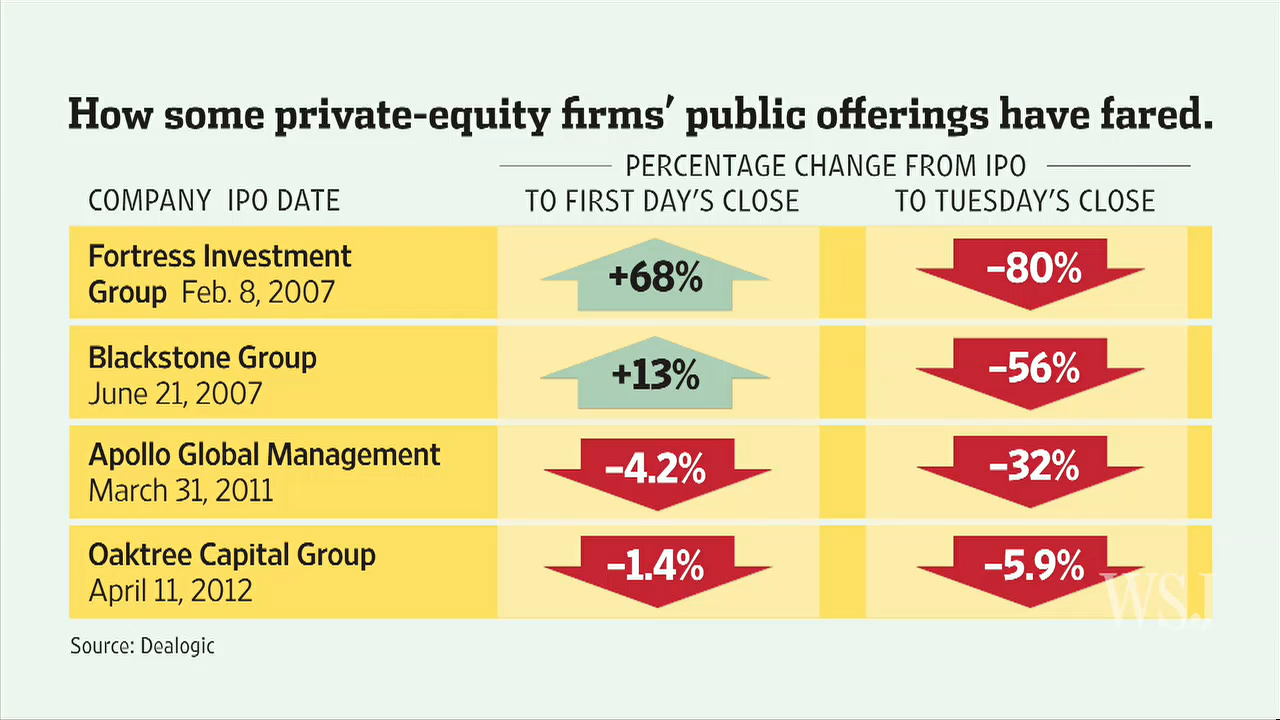 How some private-equity firms’ public offerings have fared.
PERCENTAGE CHANGE FROM IPO
COMPANY IPO DATE TO FIRST DAY’S CLOSE TO TUESDAY’S CLOSE
Fortress Investment
Group Feb. 8, 2007 +68% –80%
Blackstone Group
June 21, 2007 +13% –56%
Apollo Global Management
March 31, 2011 –4.2% –32%
Oaktree Capital Group
April 11, 2012 –1.4% –5.9%
WSJ
Source: Dealogic